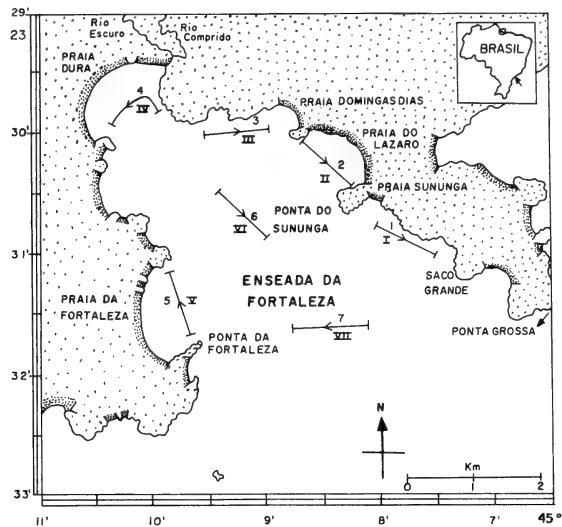 29'
23
Rio
Escuro
Rio
Comprido
BRASIL
PRAIA
DURA
4
IV
PRAIA DOMINGAS DIAS
3
III
30'
PRAIA DO
LAZARO
2
II
PRAIA SUNUNGA
6
VI
PONTA DO
SUNUNGA
1
I
31'
ENSEADA DA
FORTALEZA
SACO
GRANDE
PRAIA DA
FORTALEZA
5
V
7
VII
PONTA DA
FORTALEZA
PONTA GROSSA
32'
N
Km
0 1 2
33'
11' 10' 9' 8' 7' 45°